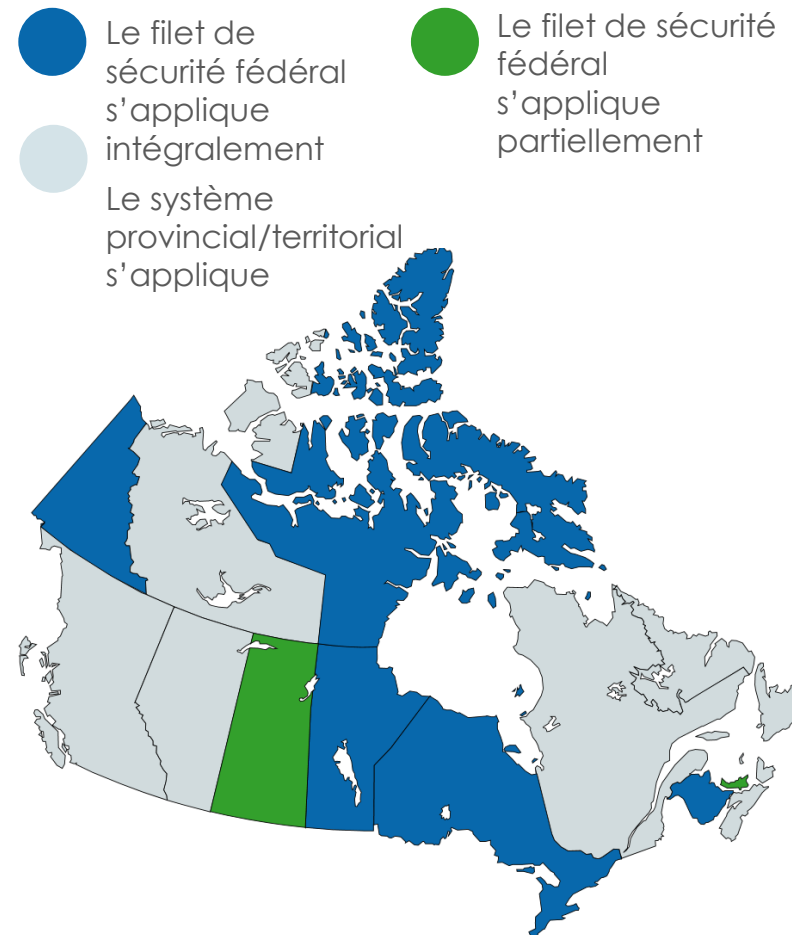 Le filet de
sécurité fédéral
s’applique
intégralement
Le système
provincial/territorial
s’applique
Le filet de sécurité
fédéral
s’applique
partiellement